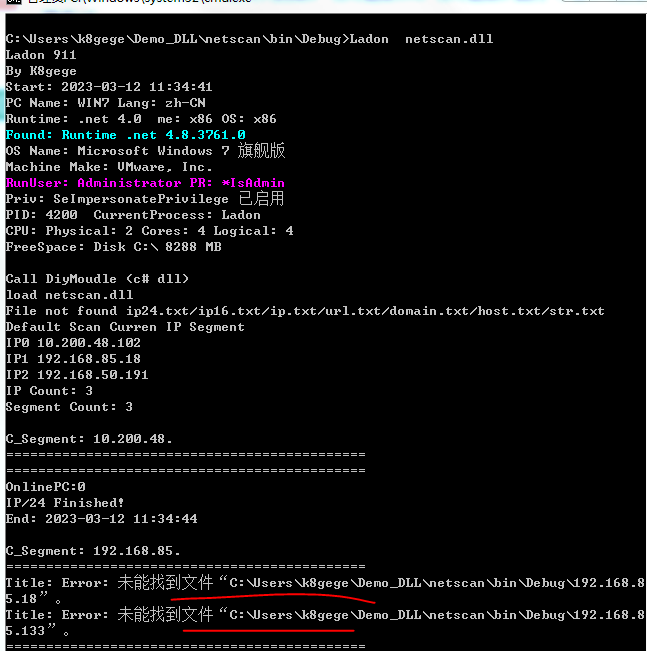 C:\Users\k8gege\Demo_DLL\netscan\bin\Debug>Ladon  netscan.dll
Ladon 911
By K8gege
Start: 2023-03-12 11:34:41
PC Name: WIN7 Lang: zh-CN
Runtime: .net 4.0  me: x86 OS: x86
Found: Runtime .net 4.8.3761.0
OS Name: Microsoft Windows 7 旗舰版
Machine Make: VMware, Inc.
RunUser: Administrator PR: *IsAdmin
Priv: SeImpersonatePrivilege 已启用
PID: 4200  CurrentProcess: Ladon
CPU: Physical: 2 Cores: 4 Logical: 4
FreeSpace: Disk C:\ 8288 MB
Call DiyMoudle (c# dll)
load netscan.dll
File not found ip24.txt/ip16.txt/ip.txt/url.txt/domain.txt/host.txt/str.txt
Default Scan Curren IP Segment
IP0 10.200.48.102
IP1 192.168.85.18
IP2 192.168.50.191
IP Count: 3
Segment Count: 3
C_Segment: 10.200.48.
=============================================
=============================================
OnlinePC:0
IP/24 Finished!
End: 2023-03-12 11:34:44
C_Segment: 192.168.85.
=============================================
Title: Error: 未能找到文件“C:\Users\k8gege\Demo_DLL\netscan\bin\Debug\192.168.8
5.18”。
Title: Error: 未能找到文件“C:\Users\k8gege\Demo_DLL\netscan\bin\Debug\192.168.8
5.133”。
=============================================